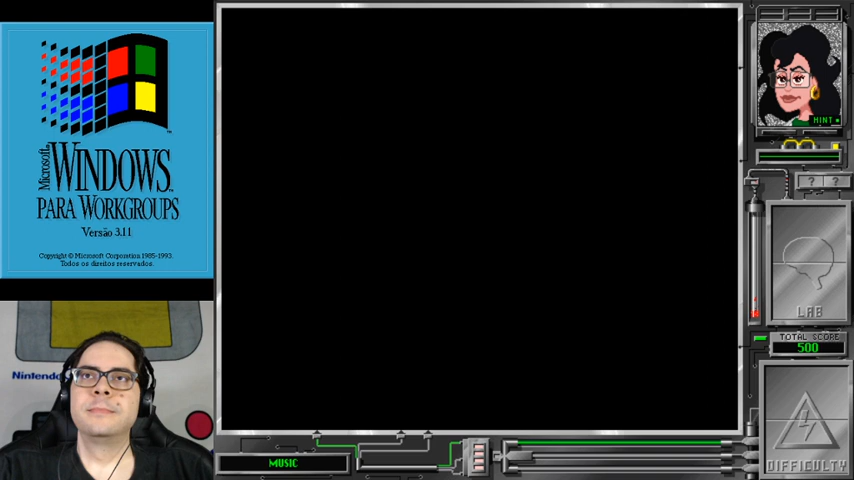 Microsoft
WINDOWS
PARA WORKGROUPS
Versão 3.11
Copyright © Microsoft Corporation 1985-1993.
Todos os direitos reservados.
Nintendo
HINT
? ?
LAB
TOTAL SCORE
500
DIFFICULTY
MUSIC